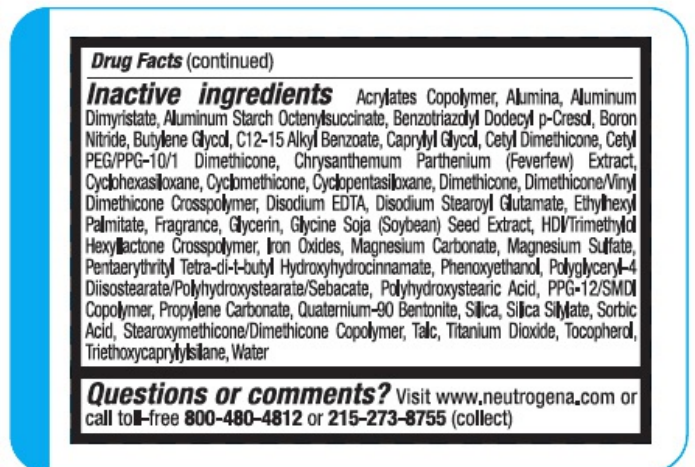 Drug Facts (continued)
Inactive ingredients Acrylates Copolymer, Alumina, Aluminum
Dimyristate, Aluminum Starch Octenylsuccinate, Benzotriazolyl Dodecyl p-Cresol, Boron
Nitride, Butylene Glycol, C12-15 Alkyl Benzoate, Caprylyl Glycol, Cetyl Dimethicone, Cetyl
PEG/PPG-10/1 Dimethicone, Chrysanthemum Parthenium (Feverfew) Extract,
Cyclohexasiloxane, Cyclomethicone, Cyclopentasiloxane, Dimethicone, Dimethicone/Vinyl
Dimethicone Crosspolymer, Disodium EDTA, Disodium Stearoyl Glutamate, Ethylhexyl
Palmitate, Fragrance, Glycerin, Glycine Soja (Soybean) Seed Extract, HDI/Trimethylol
Hexyllactone Crosspolymer, Iron Oxides, Magnesium Carbonate, Magnesium Sulfate,
Pentaerythrityl Tetra-di-t-butyl Hydroxyhydrocinnamate, Phenoxyethanol, Polyglyceryl-4
Diisostearate/Polyhydroxystearate/Sebacate, Polyhydroxystearic Acid, PPG-12/SMDI
Copolymer, Propylene Carbonate, Quaternium-90 Bentonite, Silica, Silica Silylate, Sorbic
Acid, Stearoxymethicone/Dimethicone Copolymer, Talc, Titanium Dioxide, Tocopherol,
Triethoxycaprylylsilane, Water
Questions or comments? Visit www.neutrogena.com or
call toll-free 800-480-4812 or 215-273-8755 (collect)